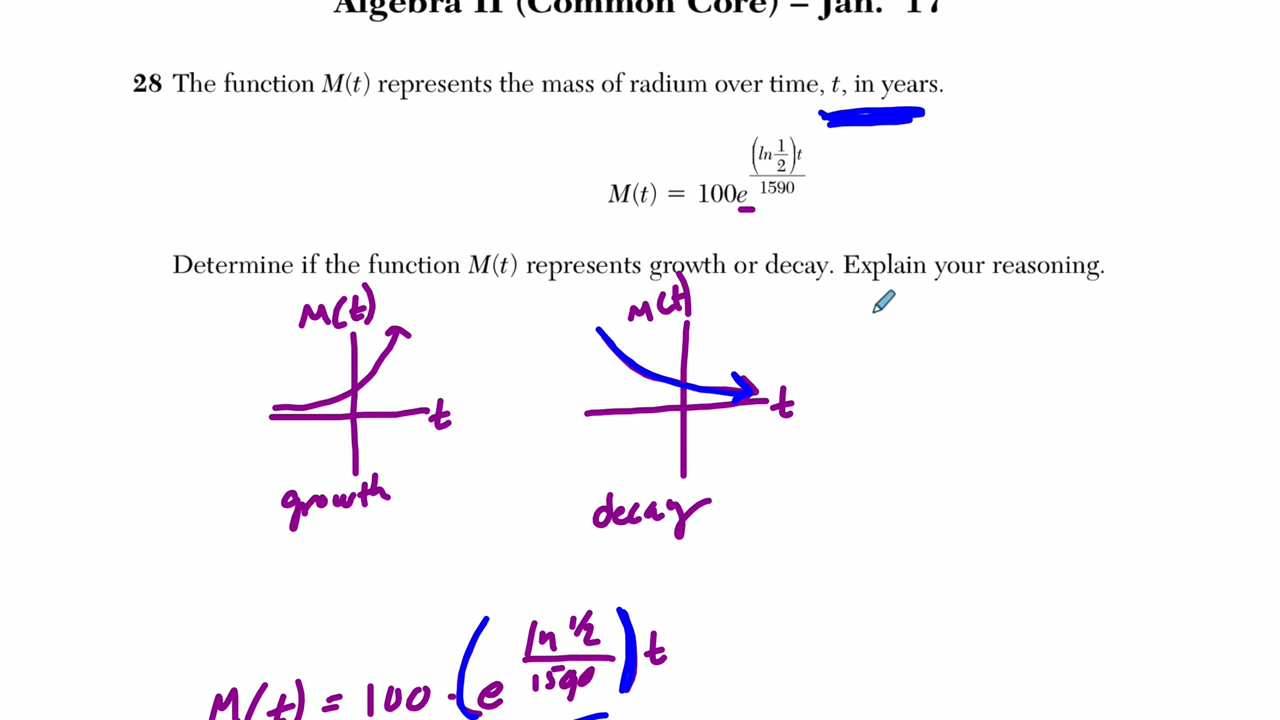 Algebra II (Common Core) – Jan. '17
28 The function M(t) represents the mass of radium over time, t, in years.
M(t) = 100e^((ln 1/2)t/1590)
Determine if the function M(t) represents growth or decay. Explain your reasoning.
M(t) M(t)
t t
growth decay
M(t) = 100 · (e^(ln 1/2 / 1590))^t